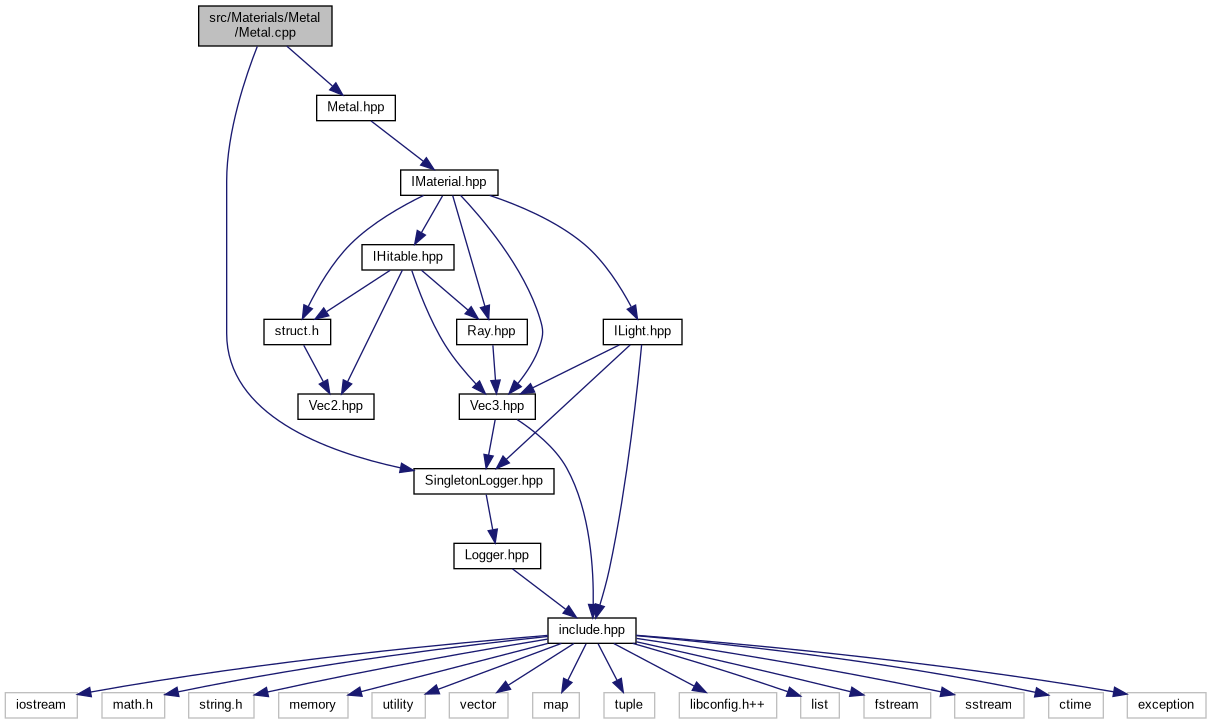 src/Materials/Metal
/Metal.cpp
Metal.hpp
IMaterial.hpp
IHitable.hpp
struct.h
Ray.hpp
ILight.hpp
Vec2.hpp
Vec3.hpp
SingletonLogger.hpp
Logger.hpp
include.hpp
iostream
math.h
string.h
memory
utility
vector
map
tuple
libconfig.h++
list
fstream
sstream
ctime
exception